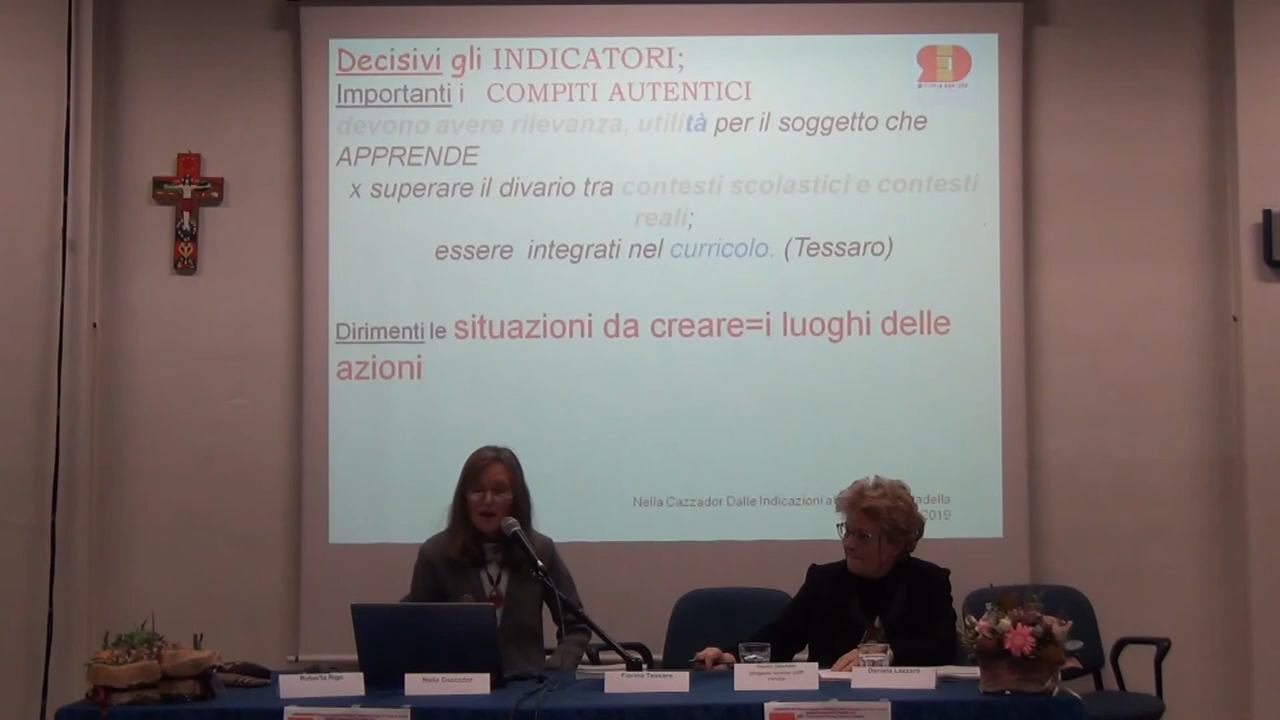 Decisivi gli INDICATORI;
Importanti i COMPITI AUTENTICI
devono avere rilevanza, utilità per il soggetto che
APPRENDE
x superare il divario tra contesti scolastici e contesti
reali;
essere integrati nel curricolo. (Tessaro)
Dirimenti le situazioni da creare=i luoghi delle
azioni
Nella Cazzador Dalle Indicazioni
2019
Roberta Rigo
Nella Cazzador
Fiorino Tessaro
Daniela Lazzaro